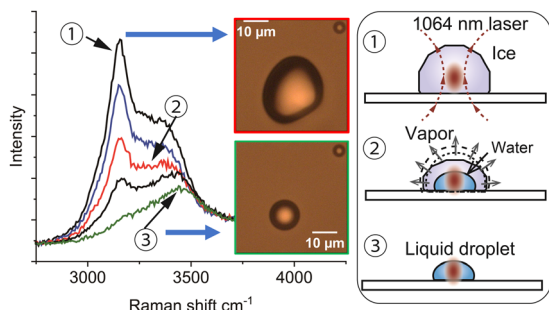 1
2
3
Intensity
3000
3500
4000
Raman shift cm-1
10 µm
10 µm
1
1064 nm laser
Ice
2
Vapor
Water
3
Liquid droplet